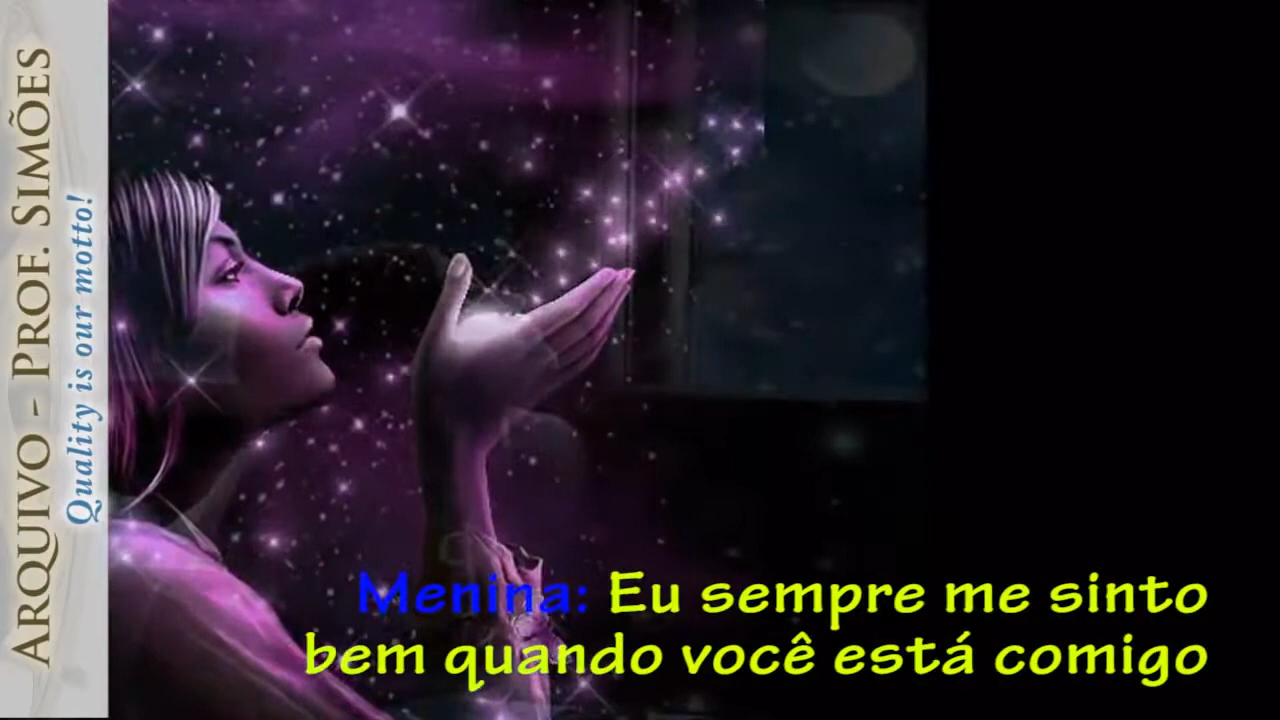 ARQUIVO - PROF. SIMÕES
Quality is our motto!
Menina: Eu sempre me sinto
bem quando você está comigo